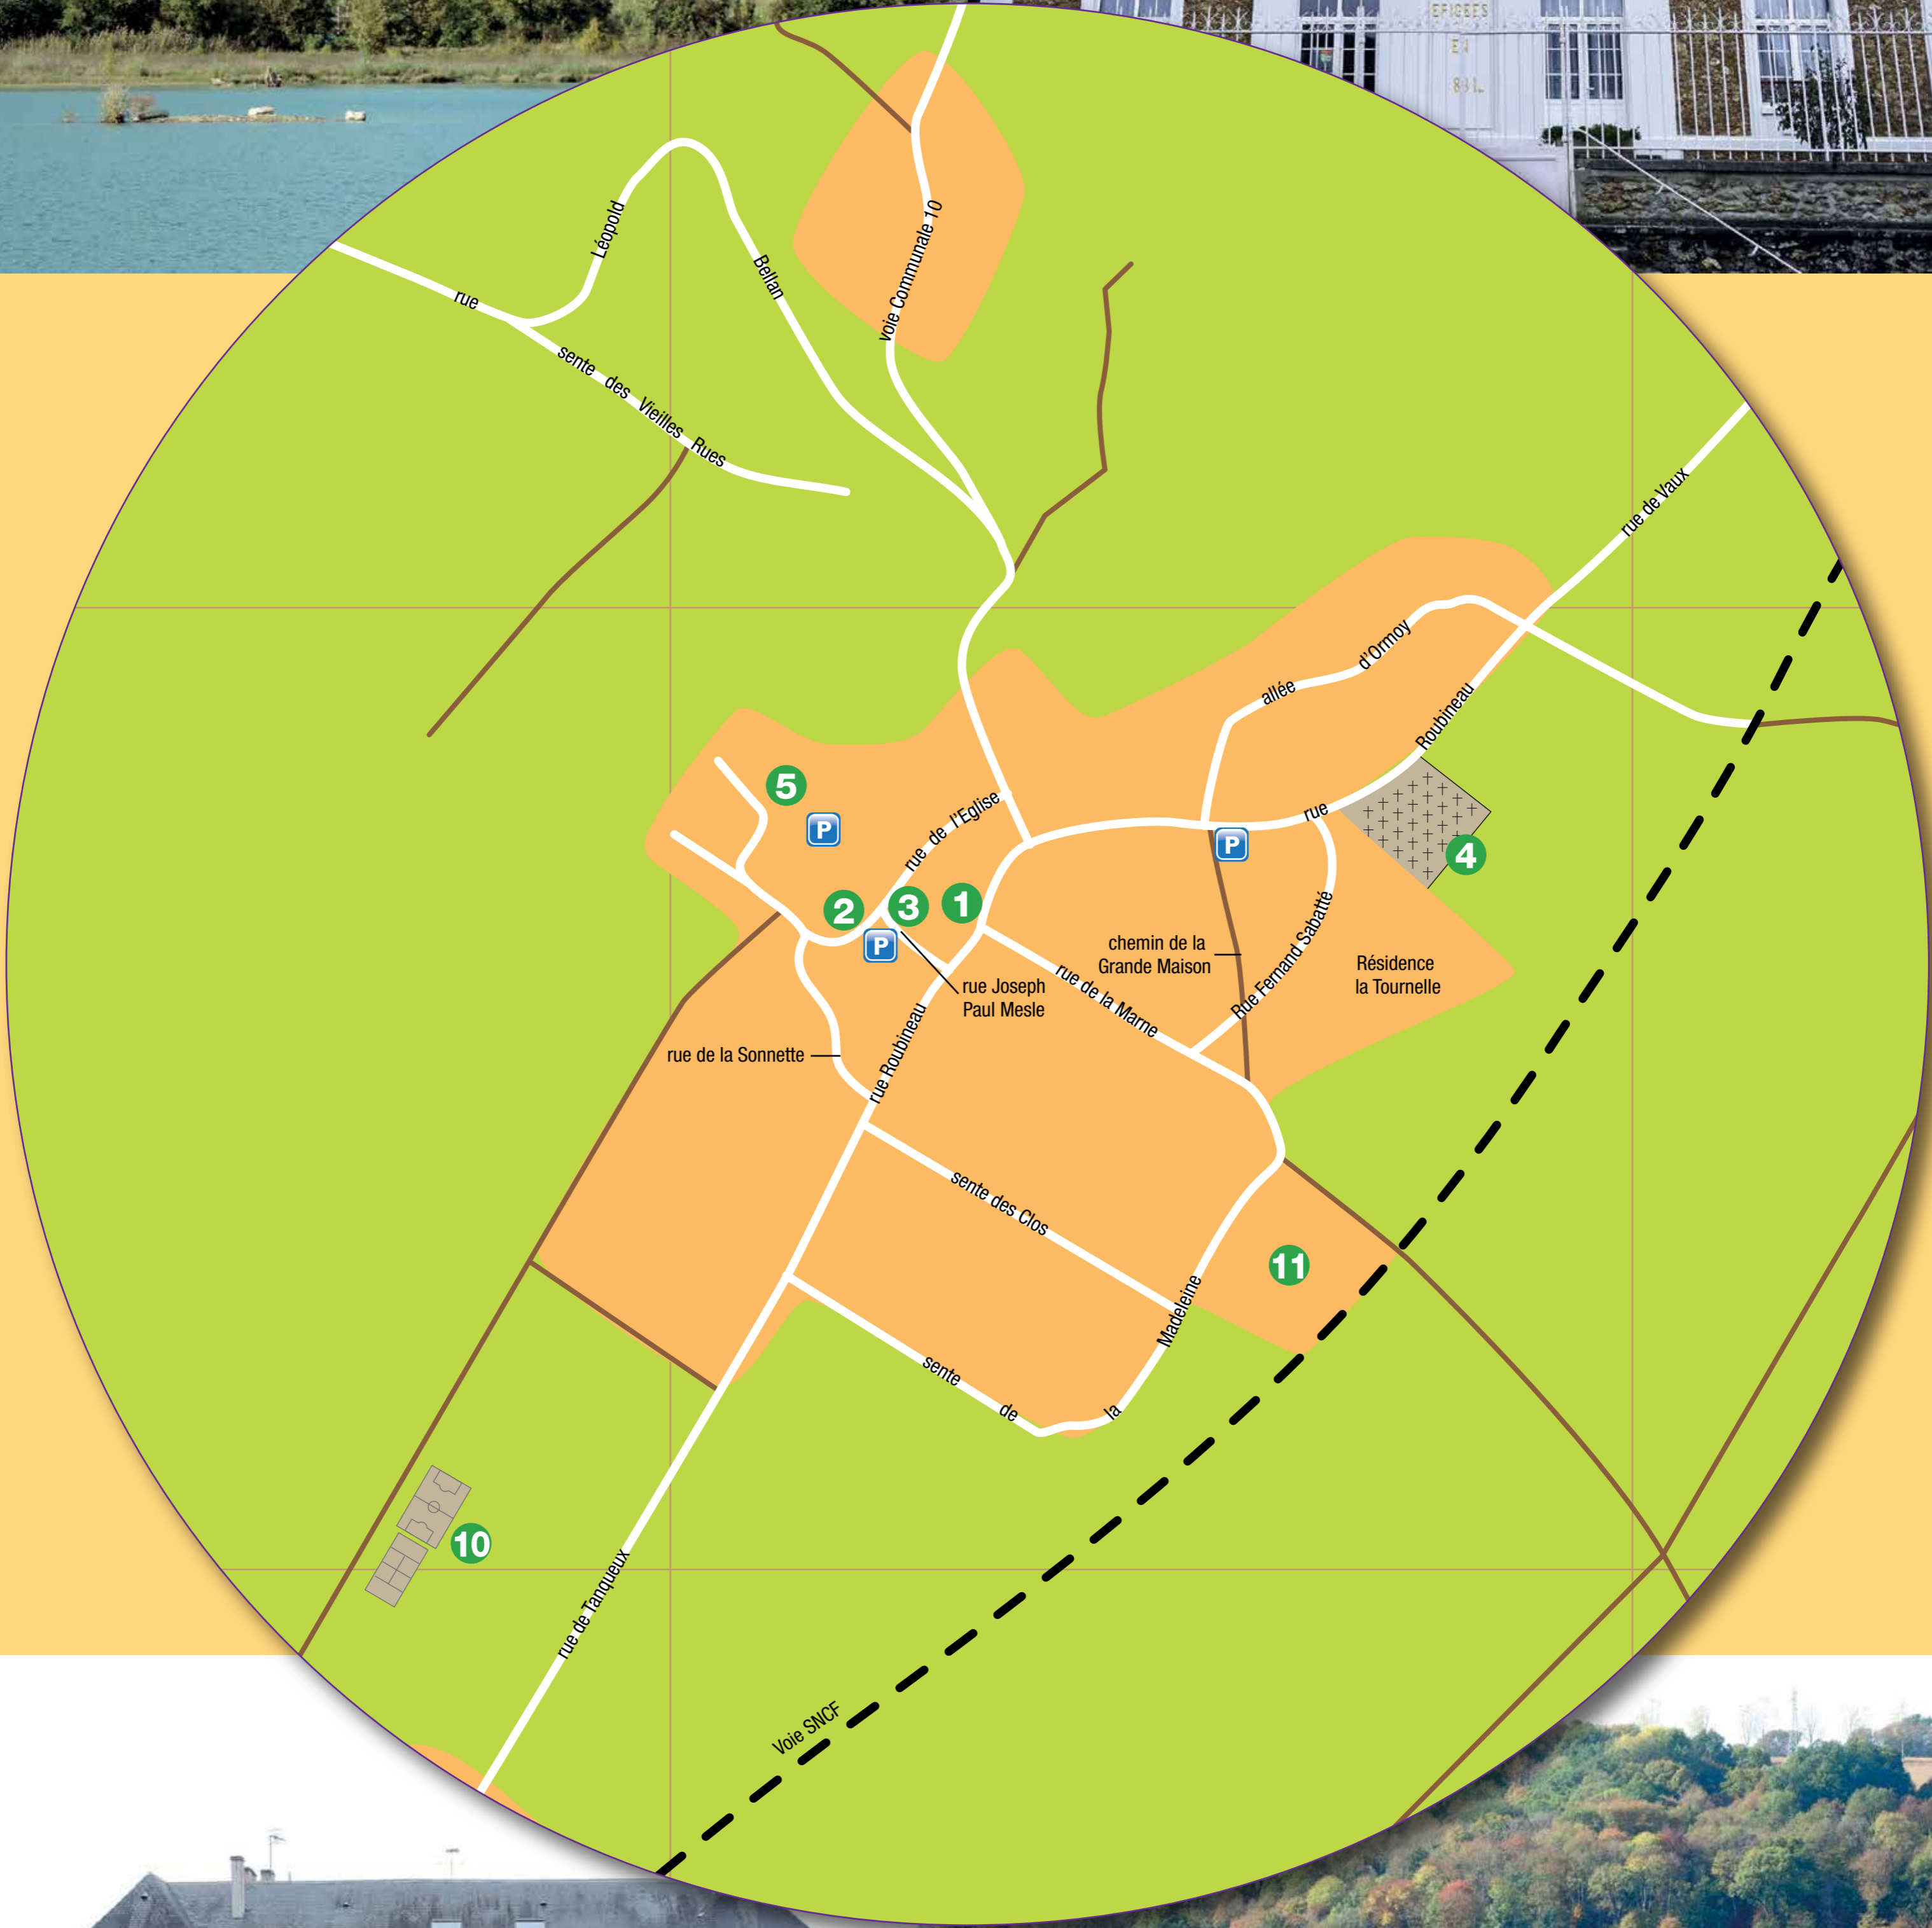 EFIGEES
EN
Léopold
Bellan
voie Communale 10
rue
sente des Vieilles Rues
rue de Vaux
d'Ormoy
allée
Roubineau
rue
5
P
rue de l'Eglise
P
4
2
3
1
P
chemin de la
Grande Maison
Rue Fernand Sabatté
Résidence
la Tournelle
rue de la Marne
rue Joseph
Paul Mesle
rue Roubineau
rue de la Sonnette
sente des Clos
11
Madeleine
sente
de
la
10
rue de Tanqueux
Voie SNCF